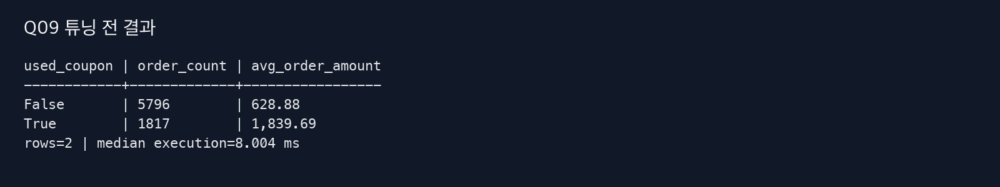 Q09 튜닝 전 결과
used_coupon | order_count | avg_order_amount
------------+-------------+-----------------
False       | 5796        | 628.88
True        | 1817        | 1,839.69
rows=2 | median execution=8.004 ms